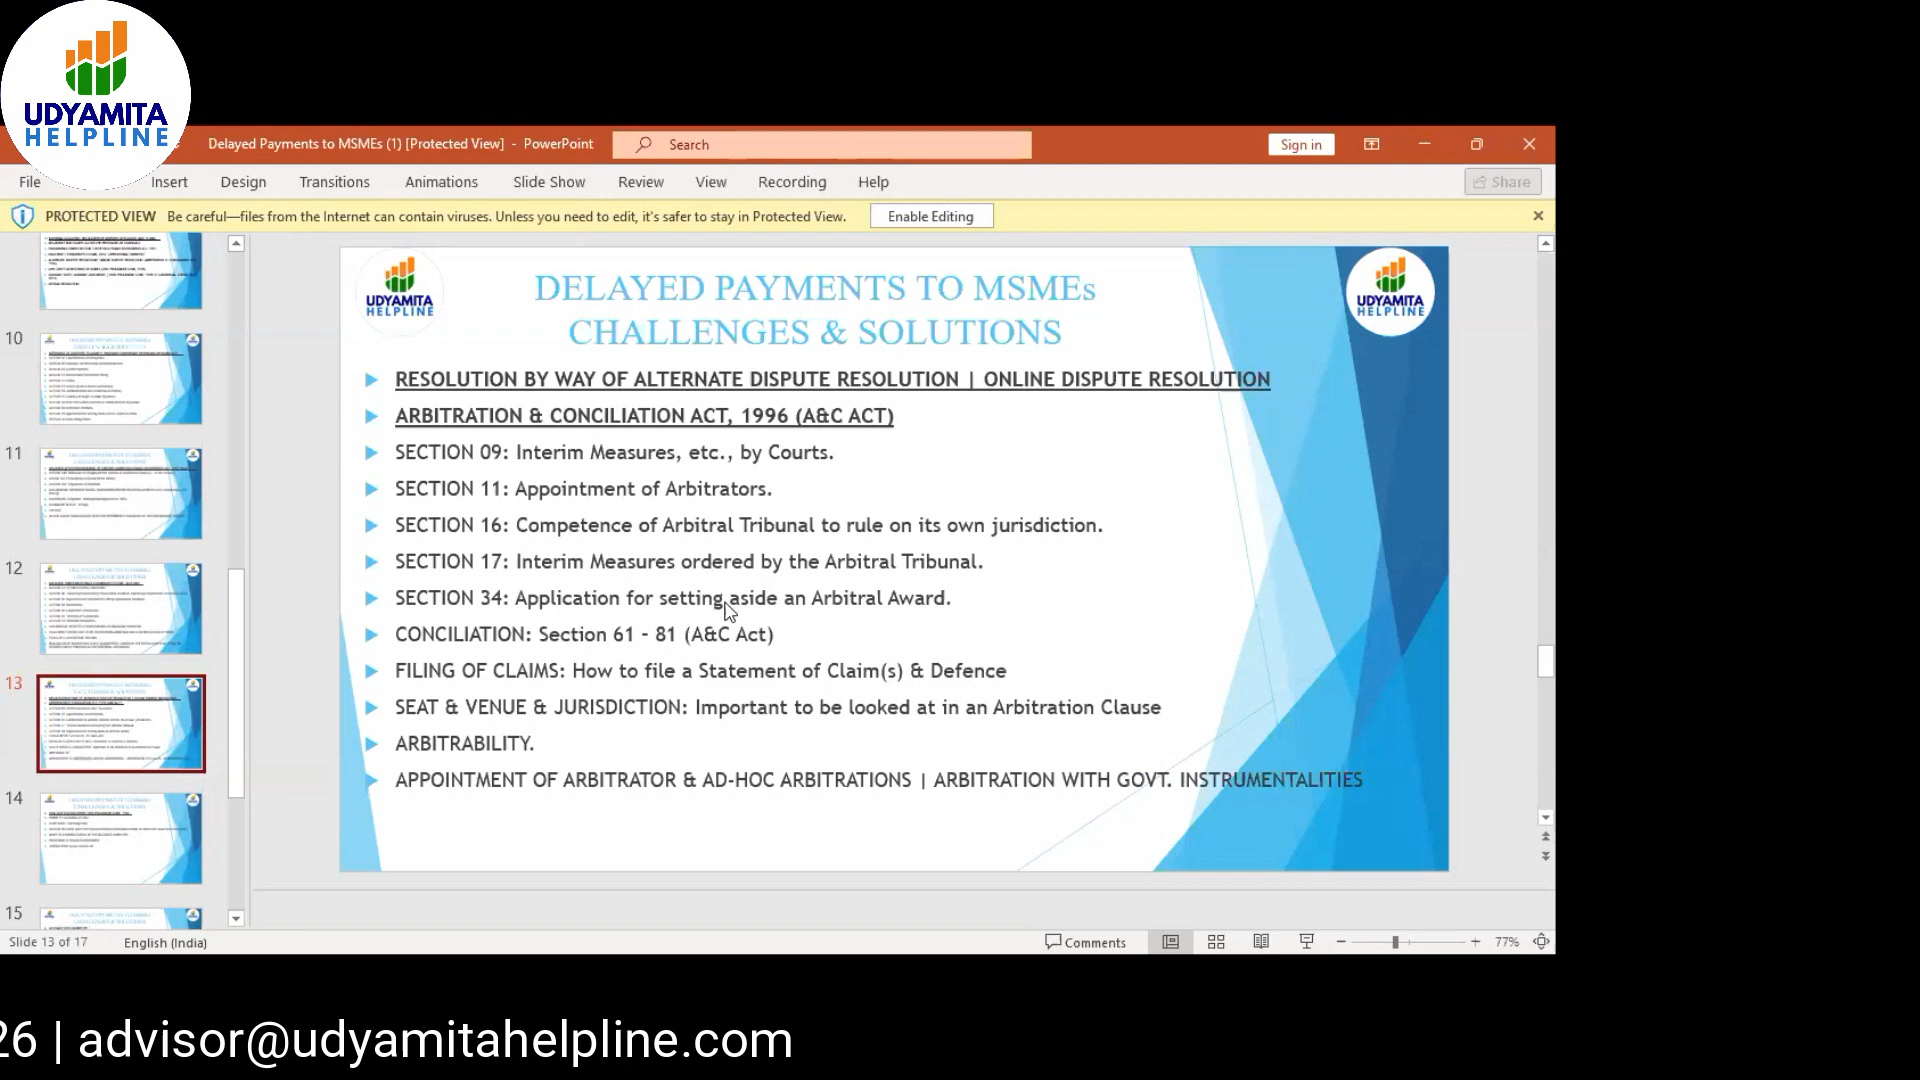 UDYAMITA
HELPLINE
Delayed Payments to MSMEs (1) [Protected View] - PowerPoint
Search
Sign in
File
Insert
Design
Transitions
Animations
Slide Show
Review
View
Recording
Help
Share
PROTECTED VIEW Be careful—files from the Internet can contain viruses. Unless you need to edit, it's safer to stay in Protected View.
Enable Editing
10
11
12
13
14
15
UDYAMITA
HELPLINE
DELAYED PAYMENTS TO MSMEs
CHALLENGES & SOLUTIONS
UDYAMITA
HELPLINE
RESOLUTION BY WAY OF ALTERNATE DISPUTE RESOLUTION | ONLINE DISPUTE RESOLUTION
ARBITRATION & CONCILIATION ACT, 1996 (A&C ACT)
SECTION 09: Interim Measures, etc., by Courts.
SECTION 11: Appointment of Arbitrators.
SECTION 16: Competence of Arbitral Tribunal to rule on its own jurisdiction.
SECTION 17: Interim Measures ordered by the Arbitral Tribunal.
SECTION 34: Application for setting aside an Arbitral Award.
CONCILIATION: Section 61 - 81 (A&C Act)
FILING OF CLAIMS: How to file a Statement of Claim(s) & Defence
SEAT & VENUE & JURISDICTION: Important to be looked at in an Arbitration Clause
ARBITRABILITY.
APPOINTMENT OF ARBITRATOR & AD-HOC ARBITRATIONS | ARBITRATION WITH GOVT. INSTRUMENTALITIES
Slide 13 of 17
English (India)
Comments
77%
26 | advisor@udyamitahelpline.com